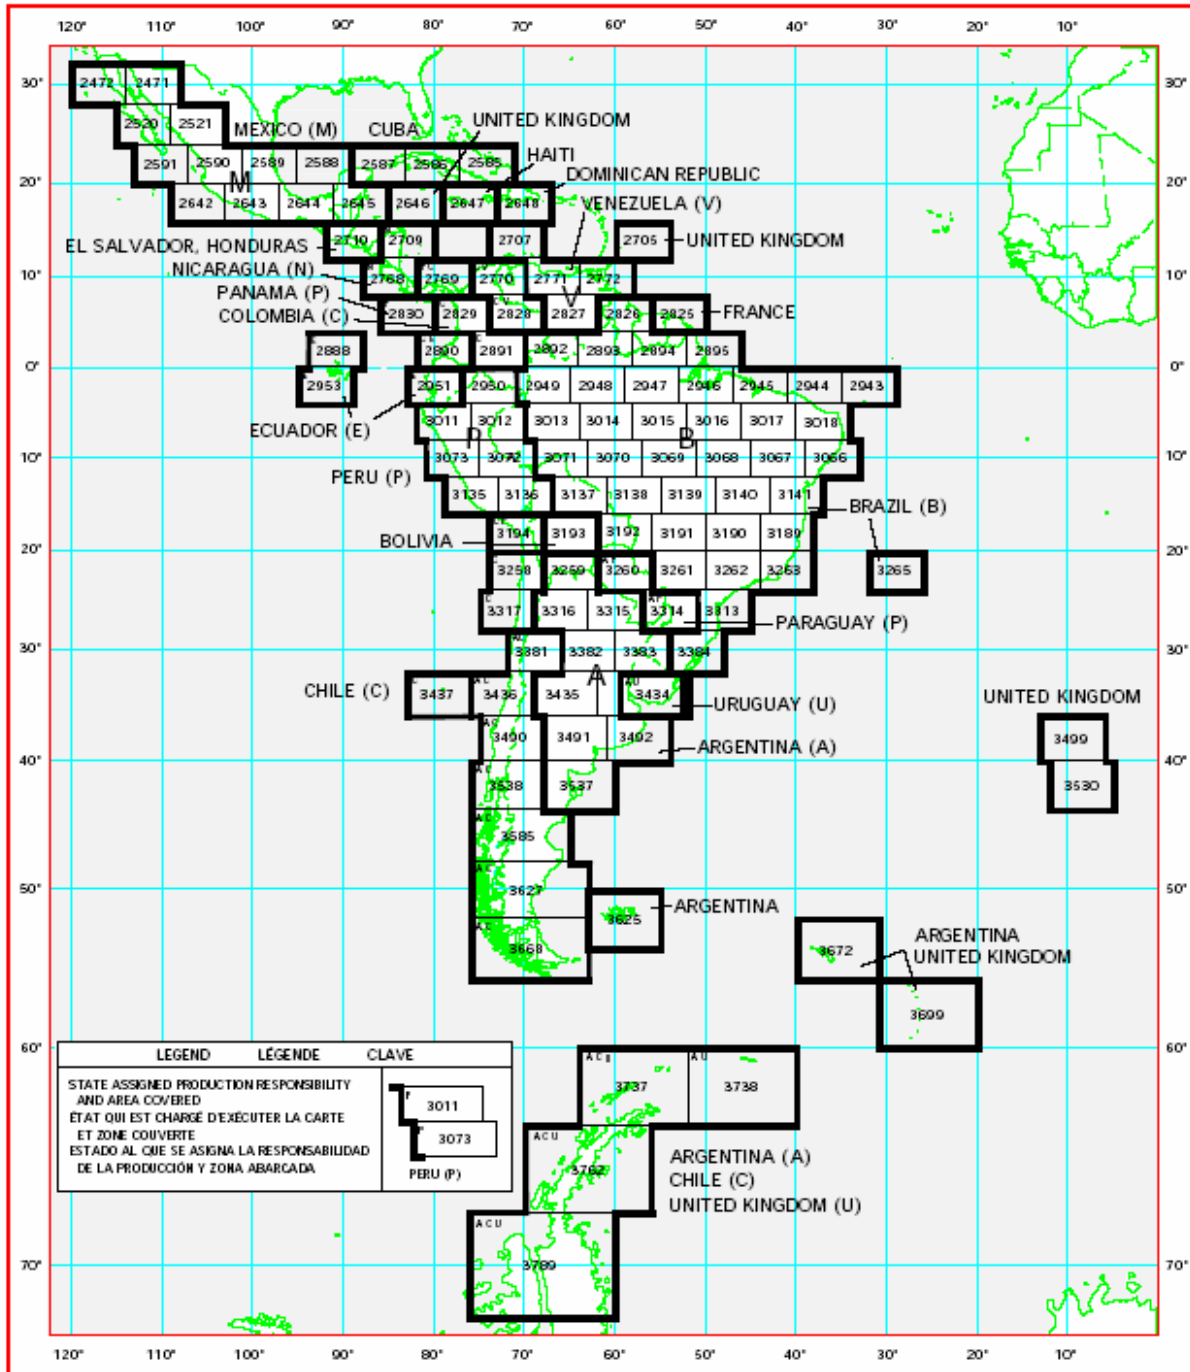 120° 110° 100° 90° 80° 70° 60° 50° 40° 30° 20° 10°
30° 2472 2471 30°
2520 2521 MEXICO (M) CUBA UNITED KINGDOM
2591 2590 2589 2588 2587 2586 2585 HAITI
20° M DOMINICAN REPUBLIC 20°
2642 2643 2644 2645 2646 2647 2648 VENEZUELA (V)
EL SALVADOR, HONDURAS 2710 2709 2707 2705 UNITED KINGDOM
NICARAGUA (N) 2768 2769 2770 2771 2772
10° 10°
PANAMA (P) V
COLOMBIA (C) 2830 2829 2828 2827 2826 2825 FRANCE
2888 2890 2891 2892 2893 2894 2895
0° 0°
2953 2951 2950 2949 2948 2947 2946 2945 2944 2943
ECUADOR (E) 3011 3012 3013 3014 3015 3016 3017 3018
P B
10° 3073 3072 3071 3070 3069 3068 3067 3066 10°
PERU (P)
3135 3136 3137 3138 3139 3140 3141 BRAZIL (B)
BOLIVIA 3194 3193 3192 3191 3190 3189
20° 20°
3258 3259 3260 3261 3262 3263 3265
3317 3316 3315 3314 3313 PARAGUAY (P)
30° 3381 3382 3383 3384 30°
A
CHILE (C) 3437 3436 3435 3434 URUGUAY (U) UNITED KINGDOM
A C 3490 3491 3492 ARGENTINA (A) 3499
40° 40°
A C 3538 3537 3530
A C 3585
A C 3627
50° 50°
3625 ARGENTINA
A C 3668 3672 ARGENTINA
UNITED KINGDOM
3699
60° 60°
LEGEND LÉGENDE CLAVE
STATE ASSIGNED PRODUCTION RESPONSIBILITY
AND AREA COVERED
ÉTAT QUI EST CHARGÉ D'EXÉCUTER LA CARTE
ET ZONE COUVERTE
ESTADO AL QUE SE ASIGNA LA RESPONSABILIDAD
DE LA PRODUCCIÓN Y ZONA ABARCADA
P 3011
3073
PERU (P)
A C U A U
3737 3738
A C U
3762
ARGENTINA (A)
CHILE (C)
UNITED KINGDOM (U)
A C U
70° 3789 70°
120° 110° 100° 90° 80° 70° 60° 50° 40° 30° 20° 10°